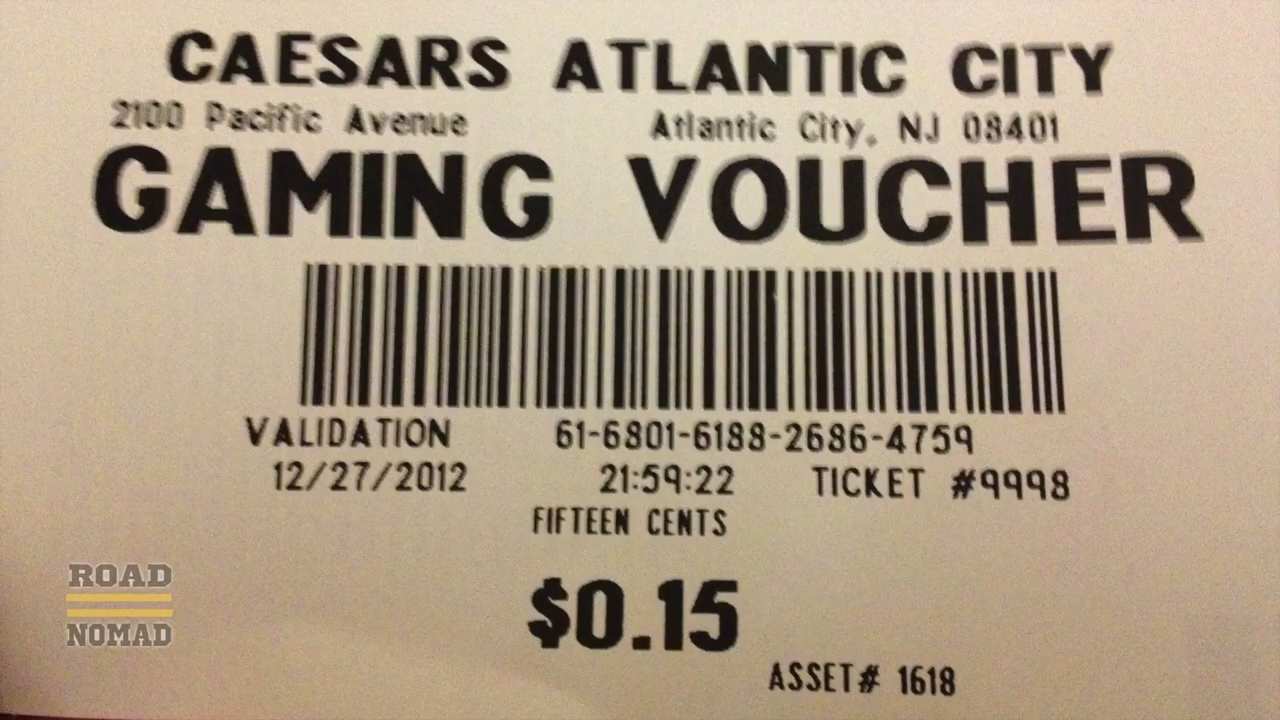 CAESARS ATLANTIC CITY
2100 Pacific Avenue Atlantic City, NJ 08401
GAMING VOUCHER
VALIDATION 61-6801-6188-2686-4759
12/27/2012 21:59:22 TICKET #9998
FIFTEEN CENTS
$0.15
ASSET# 1618
ROAD
NOMAD